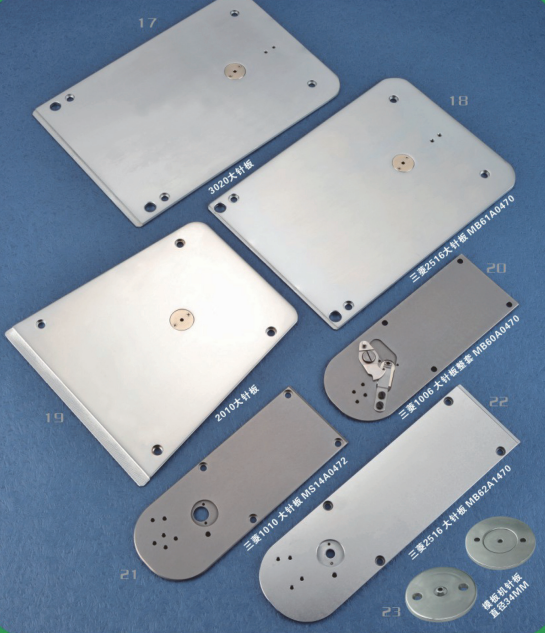 17
3020大针板
18
三菱2516大针板 MB61A0470
19
2010大针板
20
三菱1006 大针板整套 MB60A0470
21
三菱1010 大针板 MS14A0472
22
三菱2516 大针板 MB62A1470
23
模板机针板
直径34MM